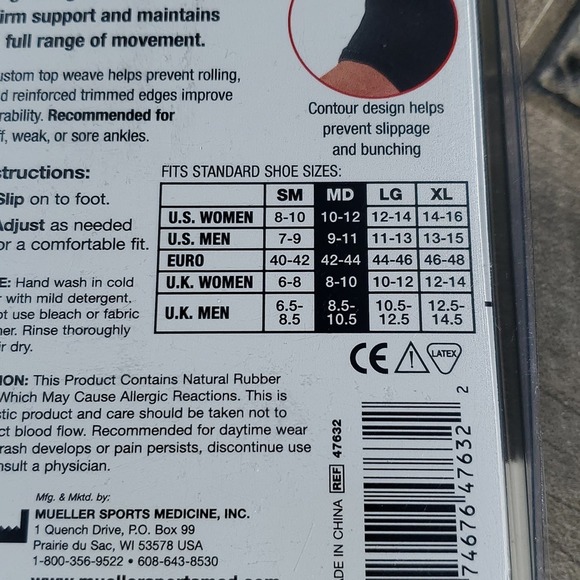 irm support and maintains
full range of movement.
ustom top weave helps prevent rolling,
d reinforced trimmed edges improve
rability. Recommended for
ff, weak, or sore ankles.
Contour design helps
prevent slippage
and bunching
structions:
Slip on to foot.
Adjust as needed
or a comfortable fit.
FITS STANDARD SHOE SIZES:
SM MD LG XL
U.S. WOMEN 8-10 10-12 12-14 14-16
U.S. MEN 7-9 9-11 11-13 13-15
EURO 40-42 42-44 44-46 46-48
U.K. WOMEN 6-8 8-10 10-12 12-14
U.K. MEN 6.5-8.5 8.5-10.5 10.5-12.5 12.5-14.5
E: Hand wash in cold
r with mild detergent.
ot use bleach or fabric
ner. Rinse thoroughly
ir dry.
CE LATEX
ION: This Product Contains Natural Rubber
Which May Cause Allergic Reactions. This is
stic product and care should be taken not to
ct blood flow. Recommended for daytime wear
rash develops or pain persists, discontinue use
nsult a physician.
Mfg. & Mktd. by:
MUELLER SPORTS MEDICINE, INC.
1 Quench Drive, P.O. Box 99
Prairie du Sac, WI 53578 USA
1-800-356-9522 • 608-643-8530
ADE IN CHINA REF 47632
74676 47632 2